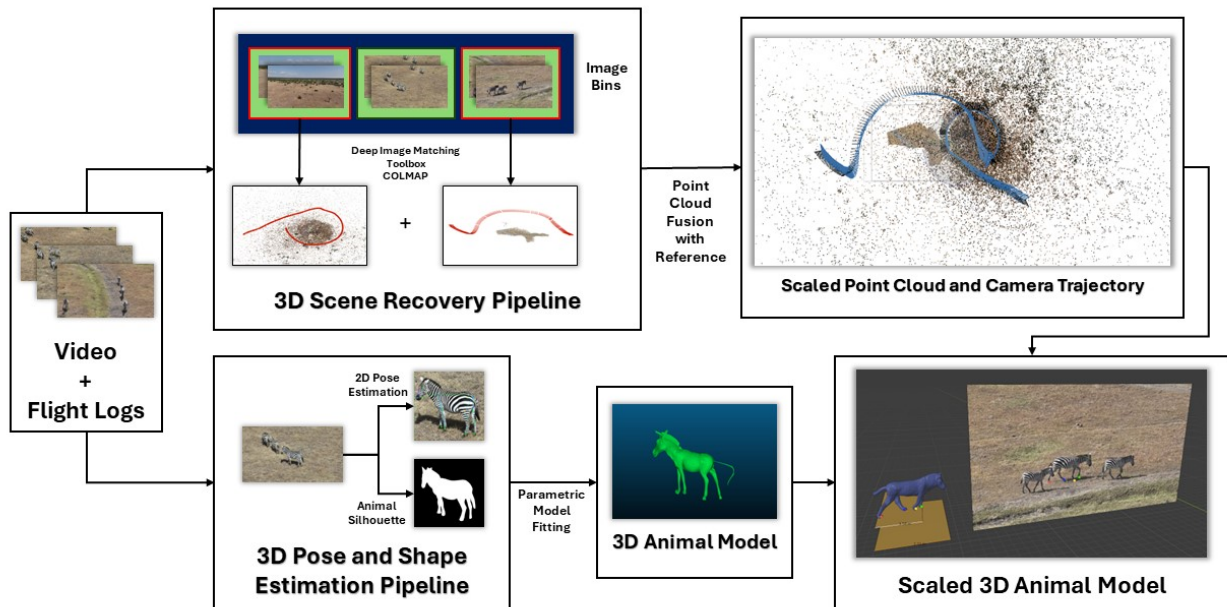 Image
Bins
Deep Image Matching
Toolbox
COLMAP
+
3D Scene Recovery Pipeline
Point
Cloud
Fusion
with
Reference
Scaled Point Cloud and Camera Trajectory
Video
+
Flight Logs
2D Pose
Estimation
Animal
Silhouette
3D Pose and Shape
Estimation Pipeline
Parametric
Model
Fitting
3D Animal Model
Scaled 3D Animal Model